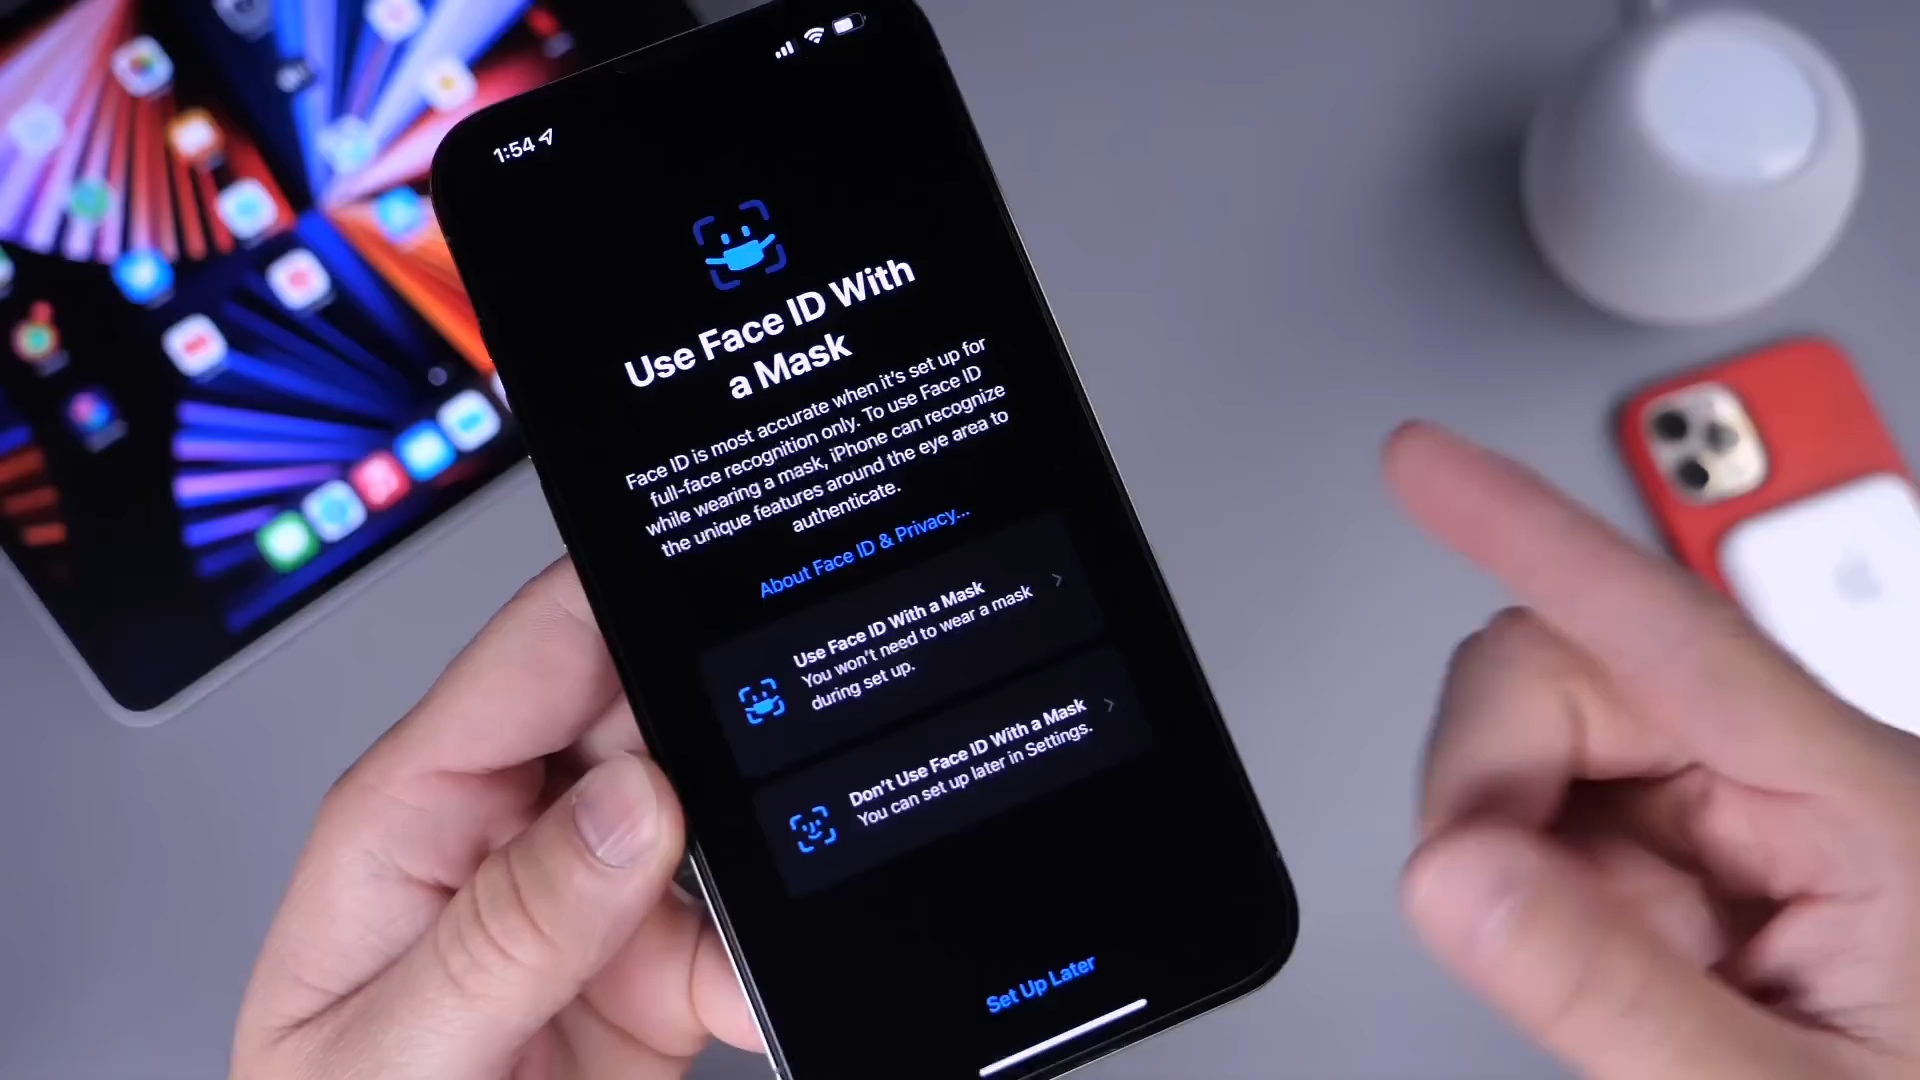 1:54
Use Face ID With
a Mask
Face ID is most accurate when it's set up for
full-face recognition only. To use Face ID
while wearing a mask, iPhone can recognize
the unique features around the eye area to
authenticate.
About Face ID & Privacy...
Use Face ID With a Mask
You won't need to wear a mask
during set up.
Don't Use Face ID With a Mask
You can set up later in Settings.
Set Up Later